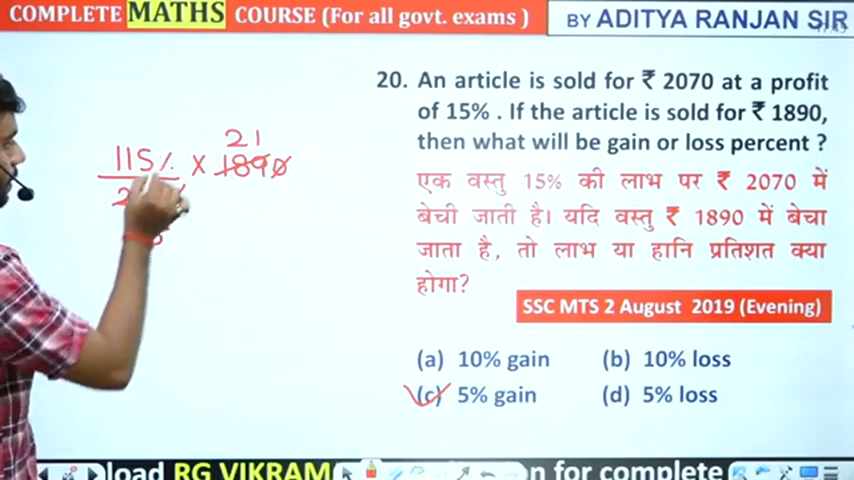 COMPLETE MATHS COURSE (For all govt. exams )
BY ADITYA RANJAN SIR
20. An article is sold for ₹ 2070 at a profit
of 15% . If the article is sold for ₹ 1890,
then what will be gain or loss percent ?
एक वस्तु 15% की लाभ पर ₹ 2070 में
बेची जाती है। यदि वस्तु ₹ 1890 में बेचा
जाता है, तो लाभ या हानि प्रतिशत क्या
होगा?
SSC MTS 2 August 2019 (Evening)
(a) 10% gain (b) 10% loss
(c) 5% gain (d) 5% loss
21
115% × 1890
load RG VIKRAM
on for complete